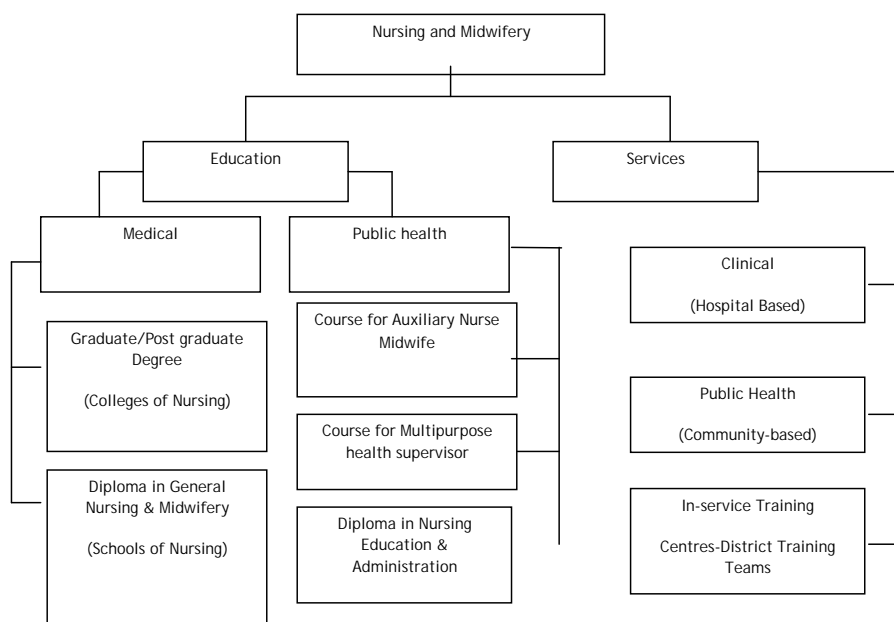 Nursing and Midwifery
Education
Services
Medical
Public health
Clinical
(Hospital Based)
Graduate/Post graduate
Degree
(Colleges of Nursing)
Course for Auxiliary Nurse
Midwife
Public Health
(Community-based)
Course for Multipurpose
health supervisor
Diploma in General
Nursing & Midwifery
(Schools of Nursing)
Diploma in Nursing
Education &
Administration
In-service Training
Centres-District Training
Teams